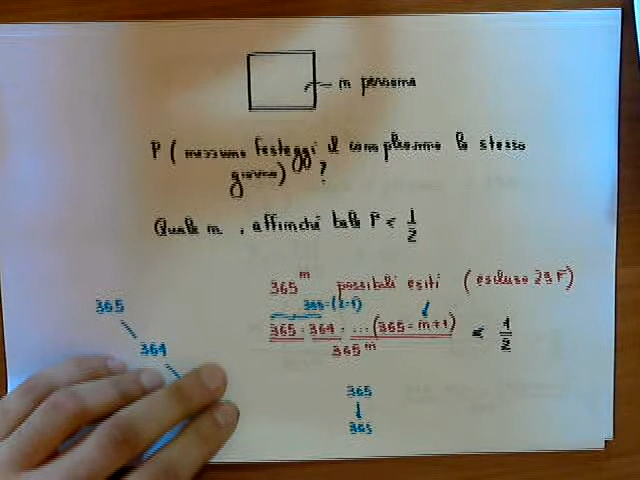 n persone
P ( nessuno festeggi il compleanno lo stesso
giorno) ?
Quale n , affinché tale P < 1/2
365^n possibili esiti (escluso 29 F)
365-(2-1)
365 · 364 · ... (365-n+1) / 365^n < 1/2
365
364
365
365